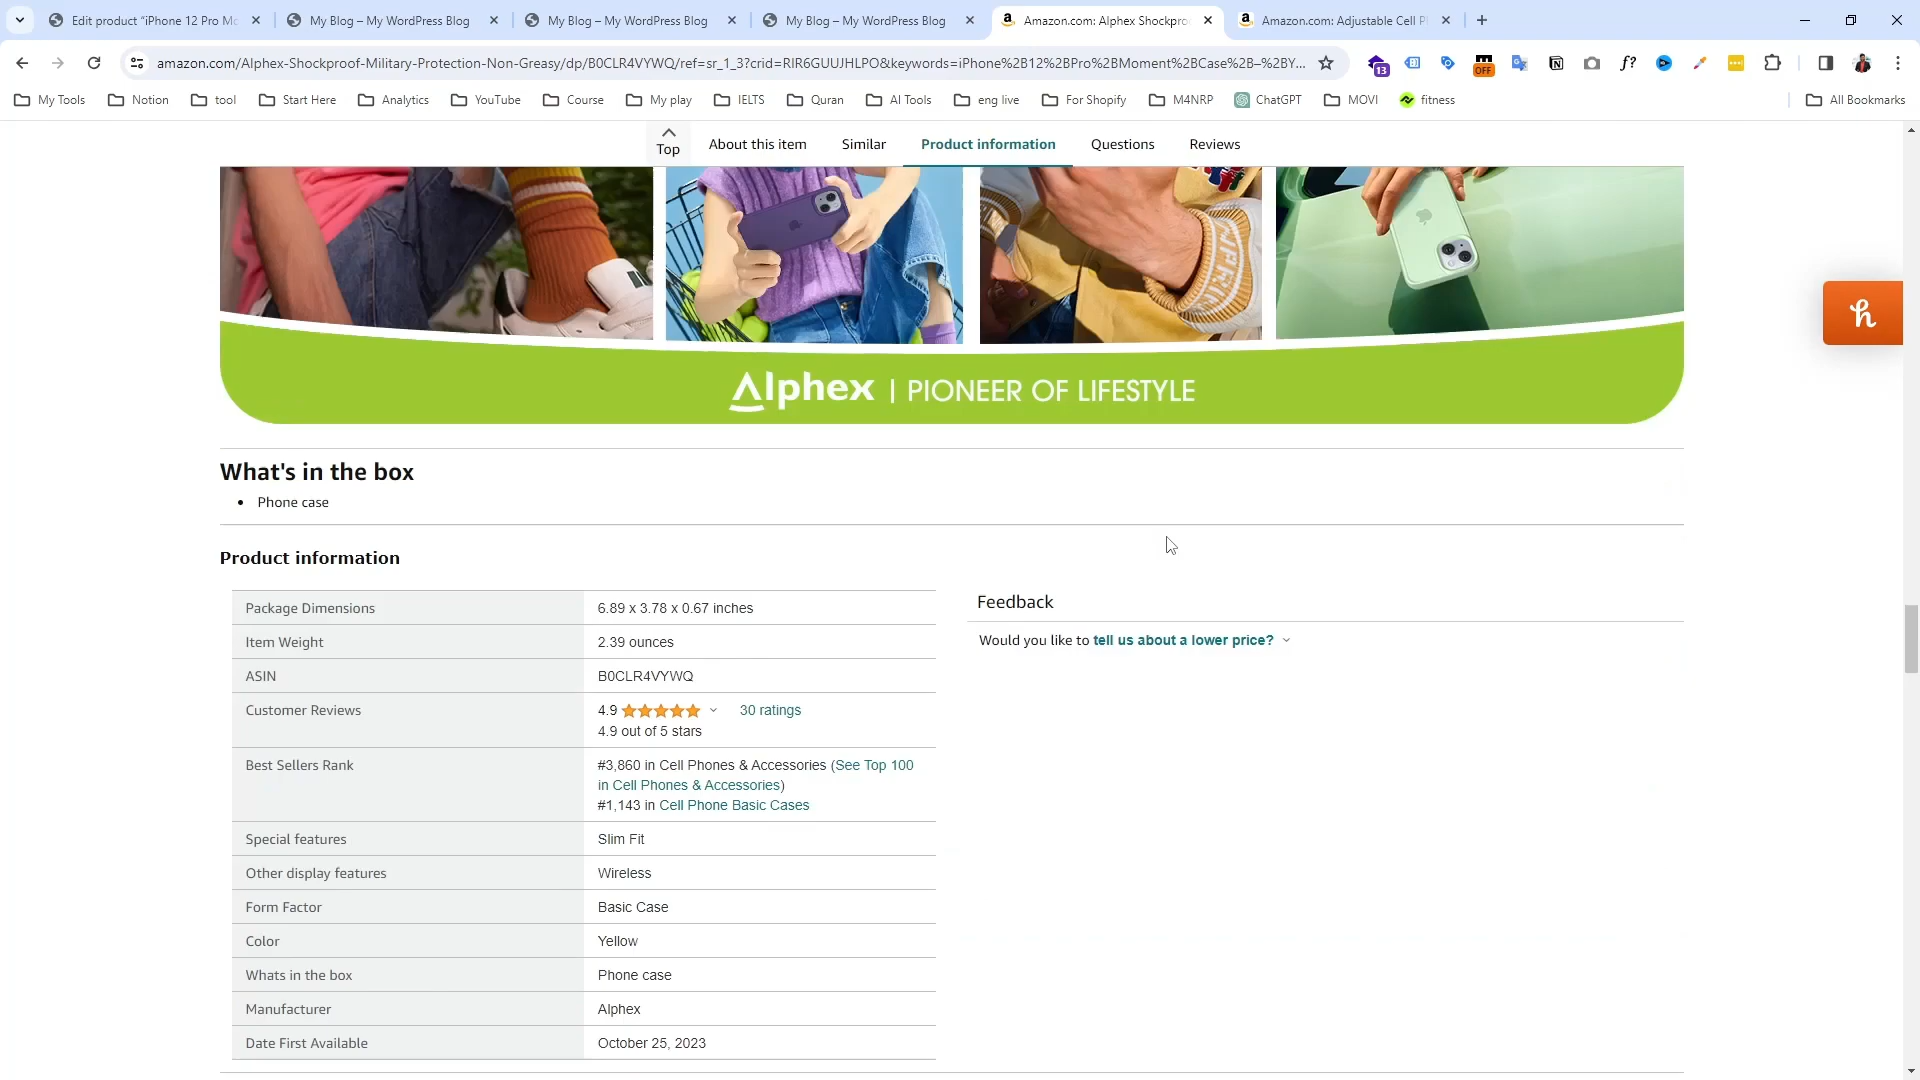 Edit product "iPhone 12 Pro Mo
My Blog – My WordPress Blog
My Blog – My WordPress Blog
My Blog – My WordPress Blog
Amazon.com: Alphex Shockpro
Amazon.com: Adjustable Cell P
amazon.com/Alphex-Shockproof-Military-Protection-Non-Greasy/dp/B0CLR4VYWQ/ref=sr_1_3?crid=RIR6GUUJHLPO&keywords=iPhone%2B12%2BPro%2BMoment%2BCase%2B–%2BY...
13
OFF
f?
My Tools
Notion
tool
Start Here
Analytics
YouTube
Course
My play
IELTS
Quran
AI Tools
eng live
For Shopify
M4NRP
ChatGPT
MOVI
fitness
All Bookmarks
Top
About this item
Similar
Product information
Questions
Reviews
Alphex | PIONEER OF LIFESTYLE
What's in the box
• Phone case
Product information
Package Dimensions 6.89 x 3.78 x 0.67 inches
Item Weight 2.39 ounces
ASIN B0CLR4VYWQ
Customer Reviews 4.9 30 ratings
4.9 out of 5 stars
Best Sellers Rank #3,860 in Cell Phones & Accessories (See Top 100
in Cell Phones & Accessories)
#1,143 in Cell Phone Basic Cases
Special features Slim Fit
Other display features Wireless
Form Factor Basic Case
Color Yellow
Whats in the box Phone case
Manufacturer Alphex
Date First Available October 25, 2023
Feedback
Would you like to tell us about a lower price?
h